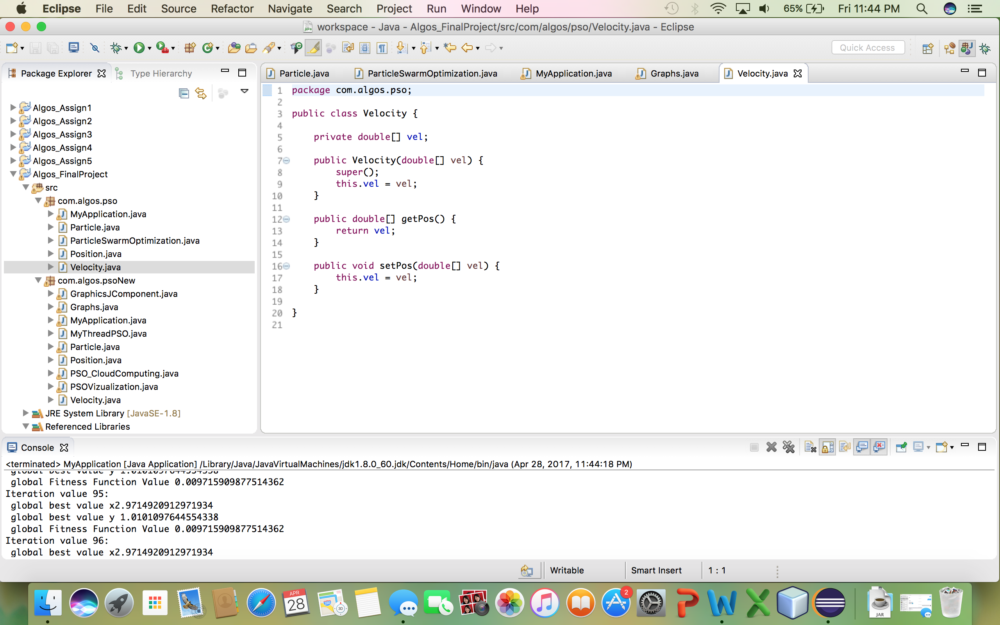 Eclipse File Edit Source Refactor Navigate Search Project Run Window Help 65% Fri 11:44 PM
workspace - Java - Algos_FinalProject/src/com/algos/pso/Velocity.java - Eclipse
Quick Access
Package Explorer Type Hierarchy
Particle.java ParticleSwarmOptimization.java MyApplication.java Graphs.java Velocity.java
Algos_Assign1
Algos_Assign2
Algos_Assign3
Algos_Assign4
Algos_Assign5
Algos_FinalProject
src
com.algos.pso
MyApplication.java
Particle.java
ParticleSwarmOptimization.java
Position.java
Velocity.java
com.algos.psoNew
GraphicsJComponent.java
Graphs.java
MyApplication.java
MyThreadPSO.java
Particle.java
Position.java
PSO_CloudComputing.java
PSOVizualization.java
Velocity.java
JRE System Library [JavaSE-1.8]
Referenced Libraries
1 package com.algos.pso;
2
3 public class Velocity {
4
5 private double[] vel;
6
7 public Velocity(double[] vel) {
8 super();
9 this.vel = vel;
10 }
11
12 public double[] getPos() {
13 return vel;
14 }
15
16 public void setPos(double[] vel) {
17 this.vel = vel;
18 }
19
20 }
21
Console
<terminated> MyApplication [Java Application] /Library/Java/JavaVirtualMachines/jdk1.8.0_60.jdk/Contents/Home/bin/java (Apr 28, 2017, 11:44:18 PM)
global best value y 1.0101097644554338
global Fitness Function Value 0.009715909877514362
Iteration value 95:
global best value x2.9714920912971934
global best value y 1.0101097644554338
global Fitness Function Value 0.009715909877514362
Iteration value 96:
global best value x2.9714920912971934
Writable Smart Insert 1 : 1
APR
28
280
3D
2
JAR